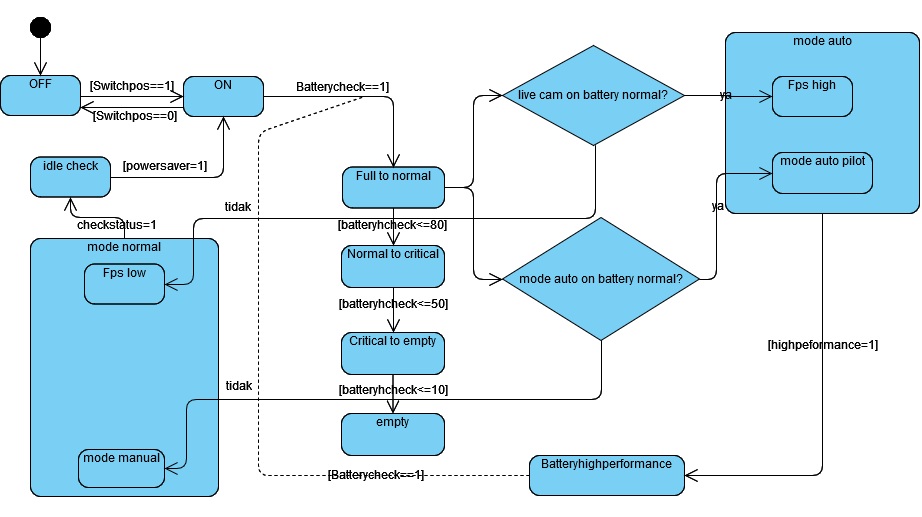 mode auto
OFF
[Switchpos==1]
ON
Batterycheck==1]
live cam on battery normal?
ya
Fps high
[Switchpos==0]
idle check
[powersaver=1]
Full to normal
mode auto pilot
tidak
ya
checkstatus=1
[batteryhcheck<=80]
mode normal
Normal to critical
Fps low
mode auto on battery normal?
[batteryhcheck<=50]
Critical to empty
[highpeformance=1]
tidak
[batteryhcheck<=10]
empty
mode manual
[Batterycheck==1]
Batteryhighperformance